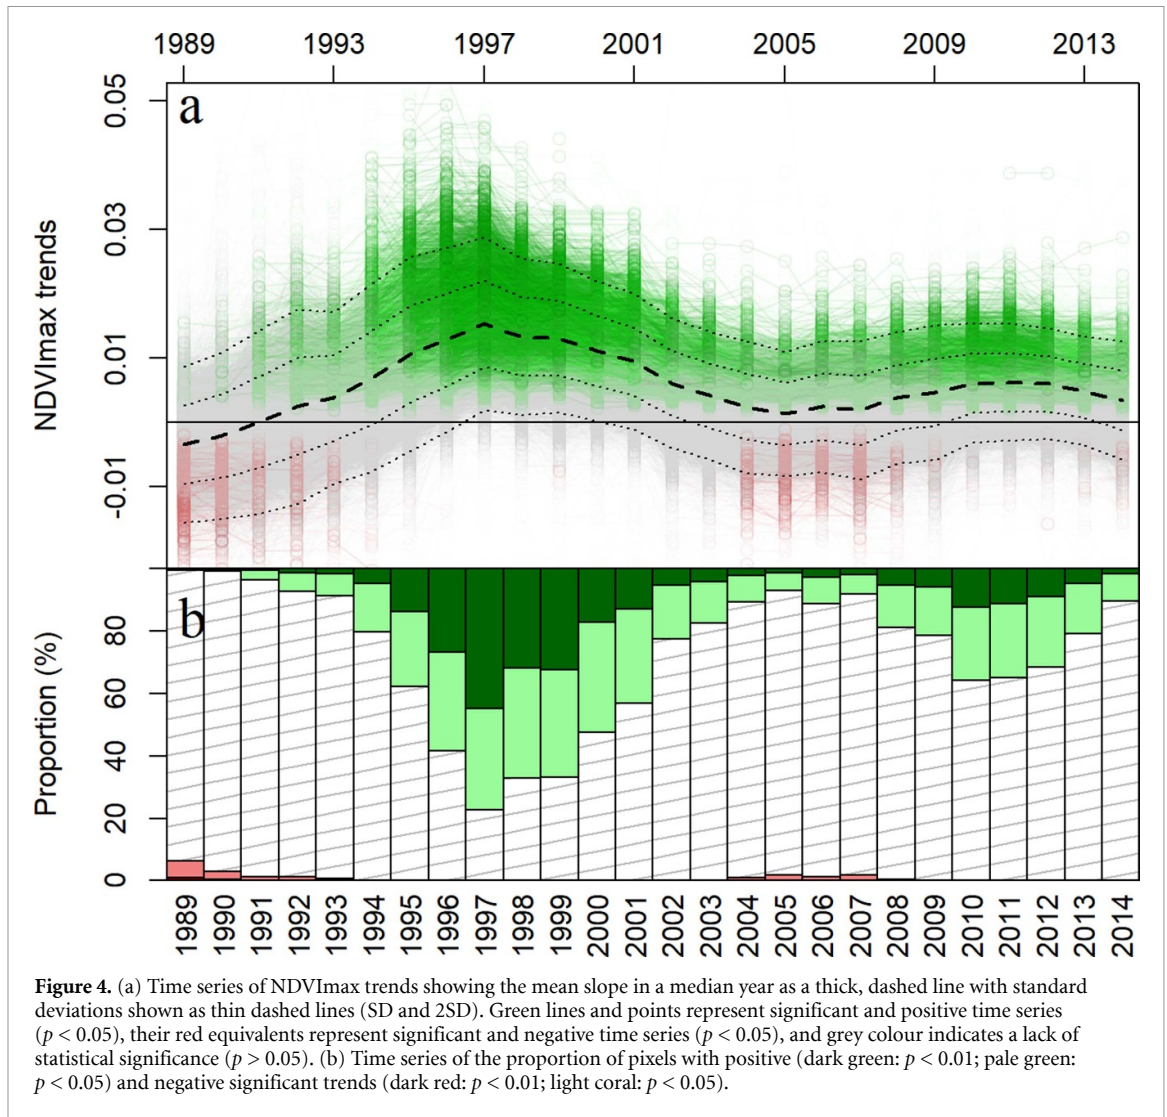 1989 1993 1997 2001 2005 2009 2013
a
NDVImax trends
0.05
0.03
0.01
-0.01
b
Proportion (%)
80
60
40
20
0
1989 1990 1991 1992 1993 1994 1995 1996 1997 1998 1999 2000 2001 2002 2003 2004 2005 2006 2007 2008 2009 2010 2011 2012 2013 2014
Figure 4. (a) Time series of NDVImax trends showing the mean slope in a median year as a thick, dashed line with standard
deviations shown as thin dashed lines (SD and 2SD). Green lines and points represent significant and positive time series
(p < 0.05), their red equivalents represent significant and negative time series (p < 0.05), and grey colour indicates a lack of
statistical significance (p > 0.05). (b) Time series of the proportion of pixels with positive (dark green: p < 0.01; pale green:
p < 0.05) and negative significant trends (dark red: p < 0.01; light coral: p < 0.05).